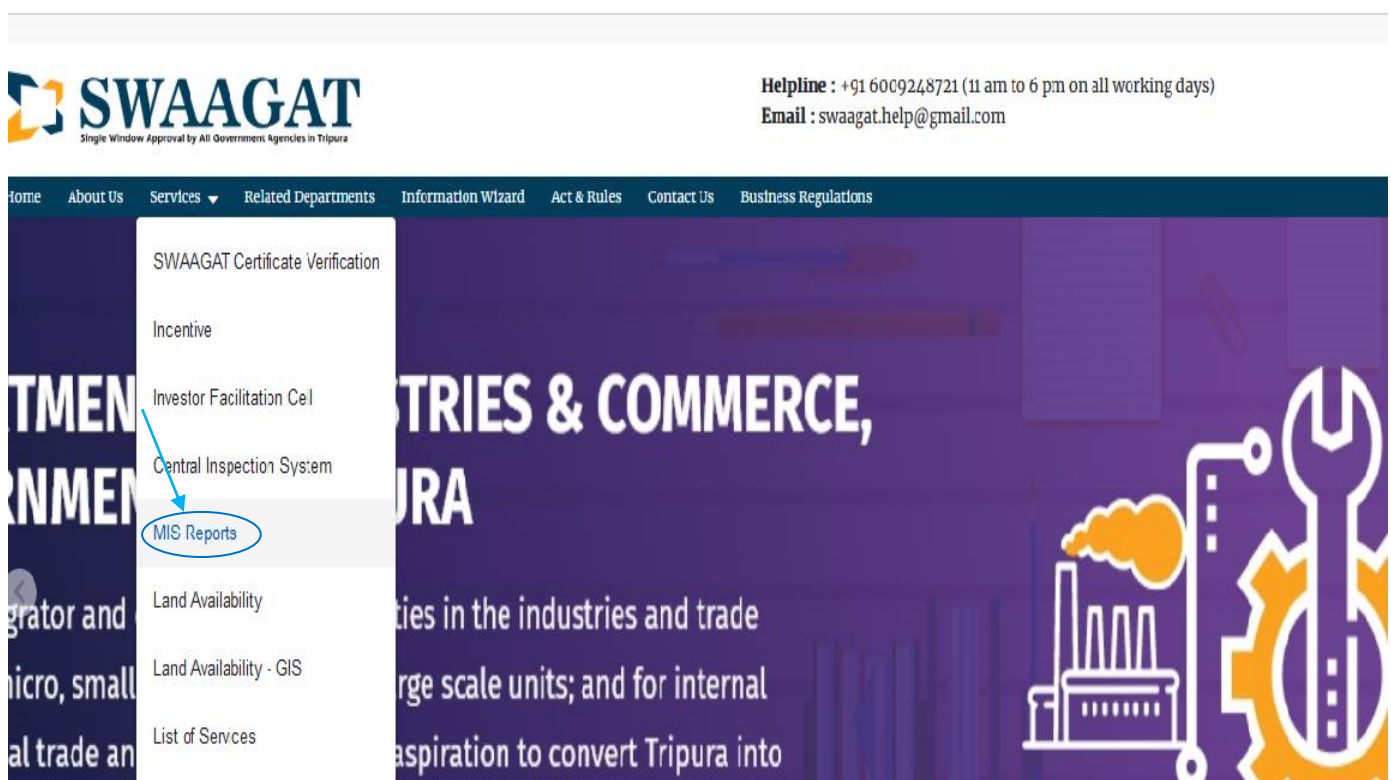 SWAAGAT
Single Window Approval by All Government Agencies in Tripura
Helpline : +91 6009248721 (11 am to 6 pm on all working days)
Email : swaagat.help@gmail.com
Home About Us Services Related Departments Information Wizard Act & Rules Contact Us Business Regulations
SWAAGAT Certificate Verification
Incentive
Investor Facilitation Cell
Central Inspection System
MIS Reports
Land Availability
Land Availability - GIS
List of Services
TMEN TRIES & COMMERCE,
RNMEN URA
grator and ties in the industries and trade
nicro, small rge scale units; and for internal
al trade an aspiration to convert Tripura into